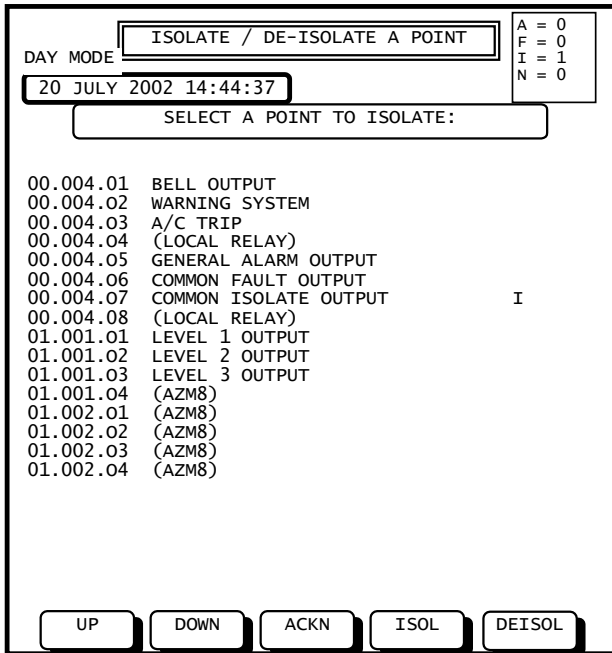 ISOLATE / DE-ISOLATE A POINT
A = 0
F = 0
I = 1
N = 0
DAY MODE
20 JULY 2002 14:44:37
SELECT A POINT TO ISOLATE:
00.004.01 BELL OUTPUT
00.004.02 WARNING SYSTEM
00.004.03 A/C TRIP
00.004.04 (LOCAL RELAY)
00.004.05 GENERAL ALARM OUTPUT
00.004.06 COMMON FAULT OUTPUT
00.004.07 COMMON ISOLATE OUTPUT I
00.004.08 (LOCAL RELAY)
01.001.01 LEVEL 1 OUTPUT
01.001.02 LEVEL 2 OUTPUT
01.001.03 LEVEL 3 OUTPUT
01.001.04 (AZM8)
01.002.01 (AZM8)
01.002.02 (AZM8)
01.002.03 (AZM8)
01.002.04 (AZM8)
UP DOWN ACKN ISOL DEISOL